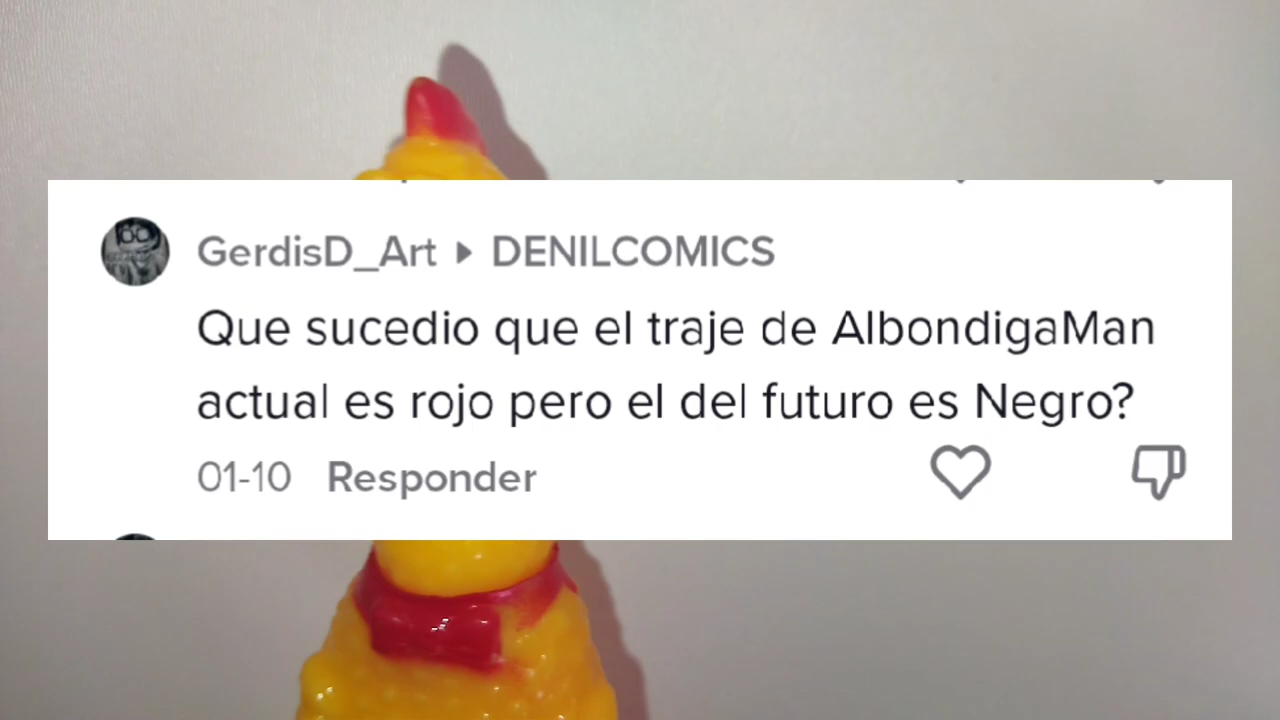 GerdisD_Art ▸ DENILCOMICS
Que sucedio que el traje de AlbondigaMan
actual es rojo pero el del futuro es Negro?
01-10 Responder